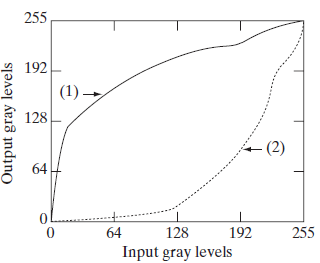 255
192
128
64
0
Output gray levels
(1)
(2)
0 64 128 192 255
Input gray levels